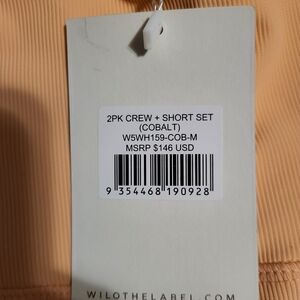 2PK CREW + SHORT SET
(COBALT)
W5WH159-COB-M
MSRP $146 USD
9 354468 190928
WILOTHELABEL.COM